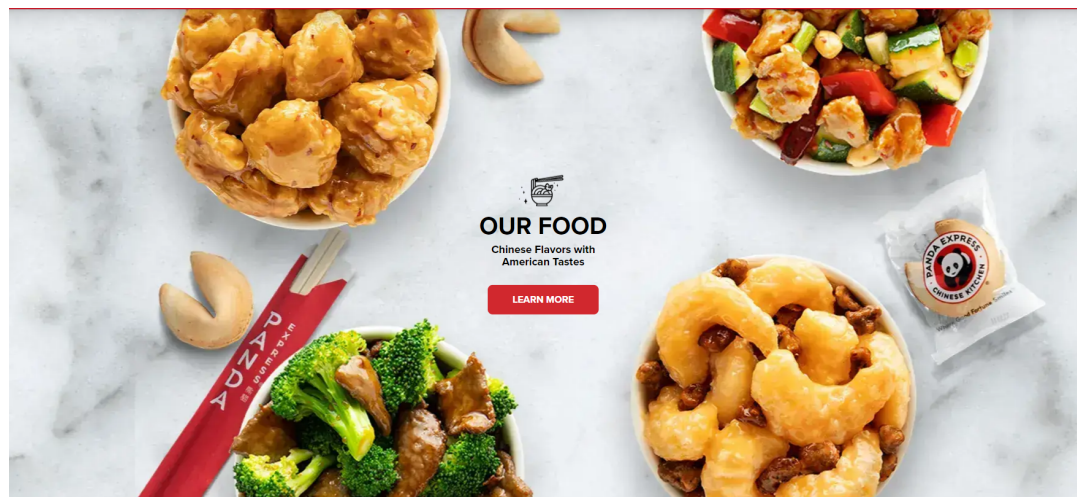 OUR FOOD
Chinese Flavors with
American Tastes
LEARN MORE
PANDA
EXPRESS
PANDA EXPRESS
CHINESE KITCHEN